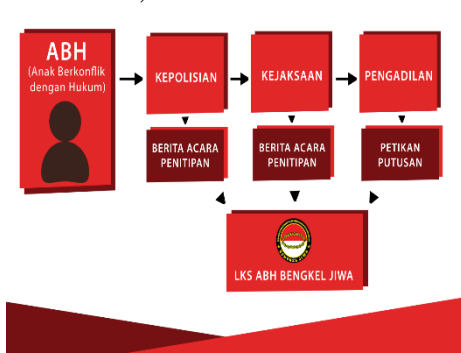 ABH
(Anak Berkonflik
dengan Hukum)
KEPOLISIAN
KEJAKSAAN
PENGADILAN
BERITA ACARA
PENITIPAN
BERITA ACARA
PENITIPAN
PETIKAN
PUTUSAN
LKS ABH BENGKEL JIWA